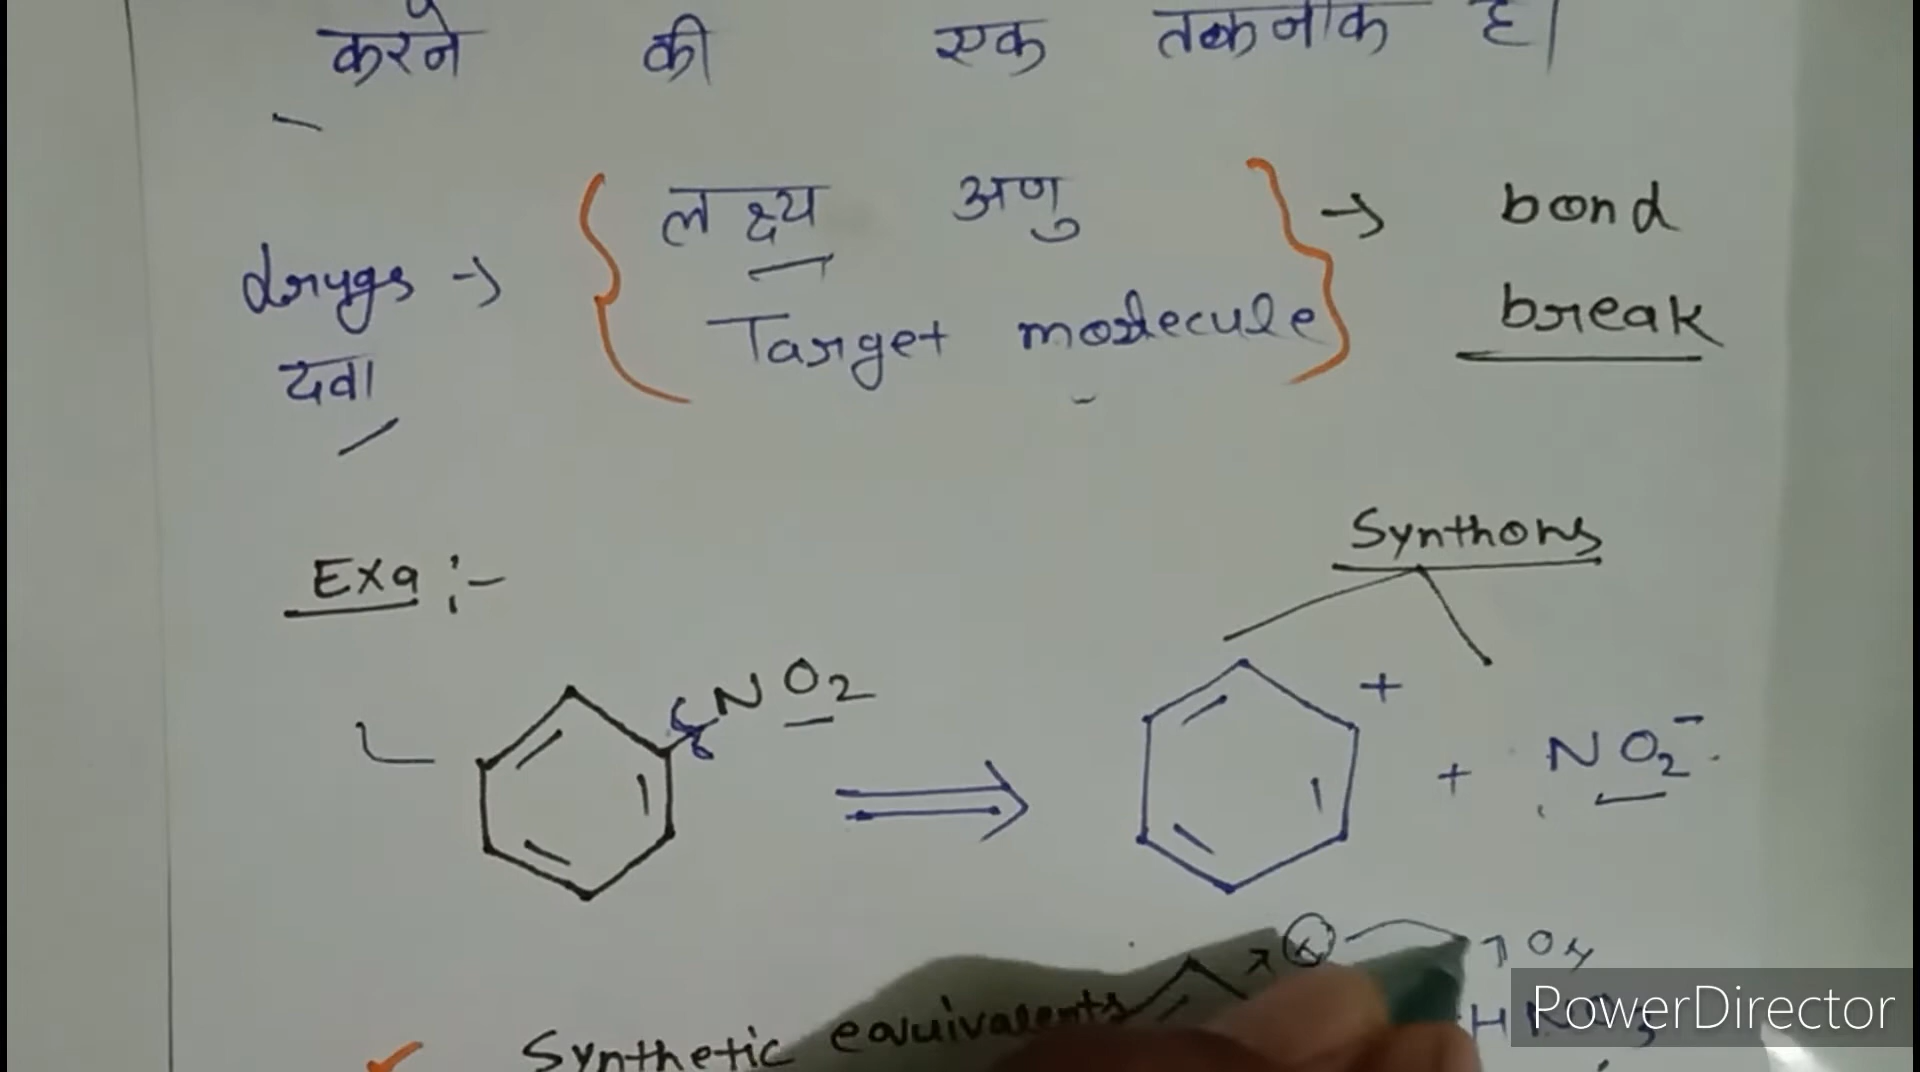 करने की एक तकनीक है।
लक्ष्य अणु → bond
drugs → Target molecule break
दवा
Synthons
Exa :-
NO2 + NO2⁻
+
Synthetic equivalents
PowerDirector